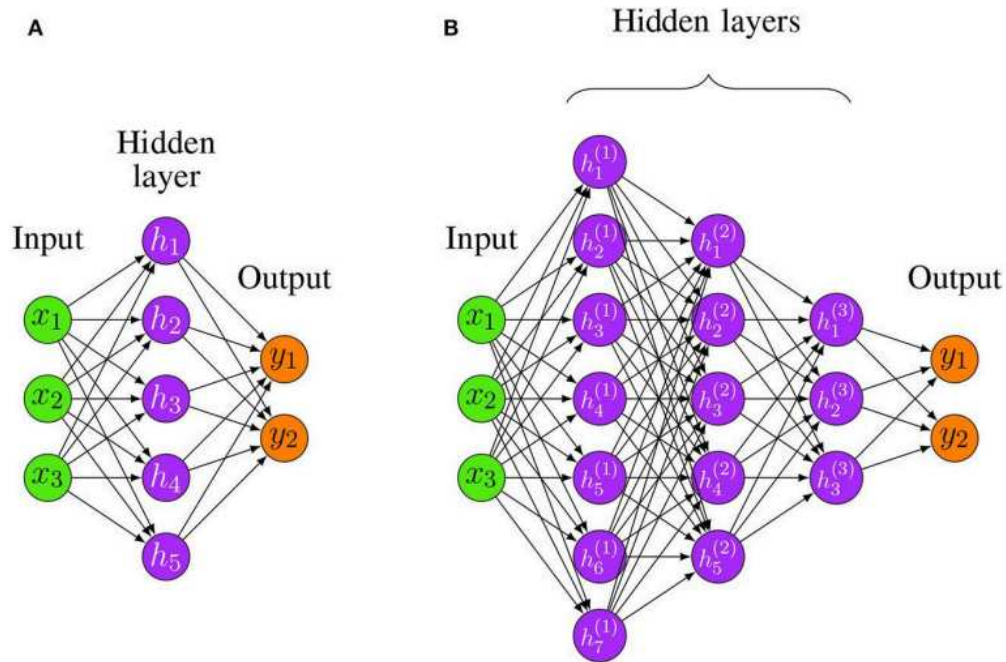 A
Hidden
layer
Input
Output
x₁
x₂
x₃
h₁
h₂
h₃
h₄
h₅
y₁
y₂
B
Hidden layers
Input
Output
x₁
x₂
x₃
h₁⁽¹⁾
h₂⁽¹⁾
h₃⁽¹⁾
h₄⁽¹⁾
h₅⁽¹⁾
h₆⁽¹⁾
h₇⁽¹⁾
h₁⁽²⁾
h₂⁽²⁾
h₃⁽²⁾
h₄⁽²⁾
h₅⁽²⁾
h₁⁽³⁾
h₂⁽³⁾
h₃⁽³⁾
y₁
y₂